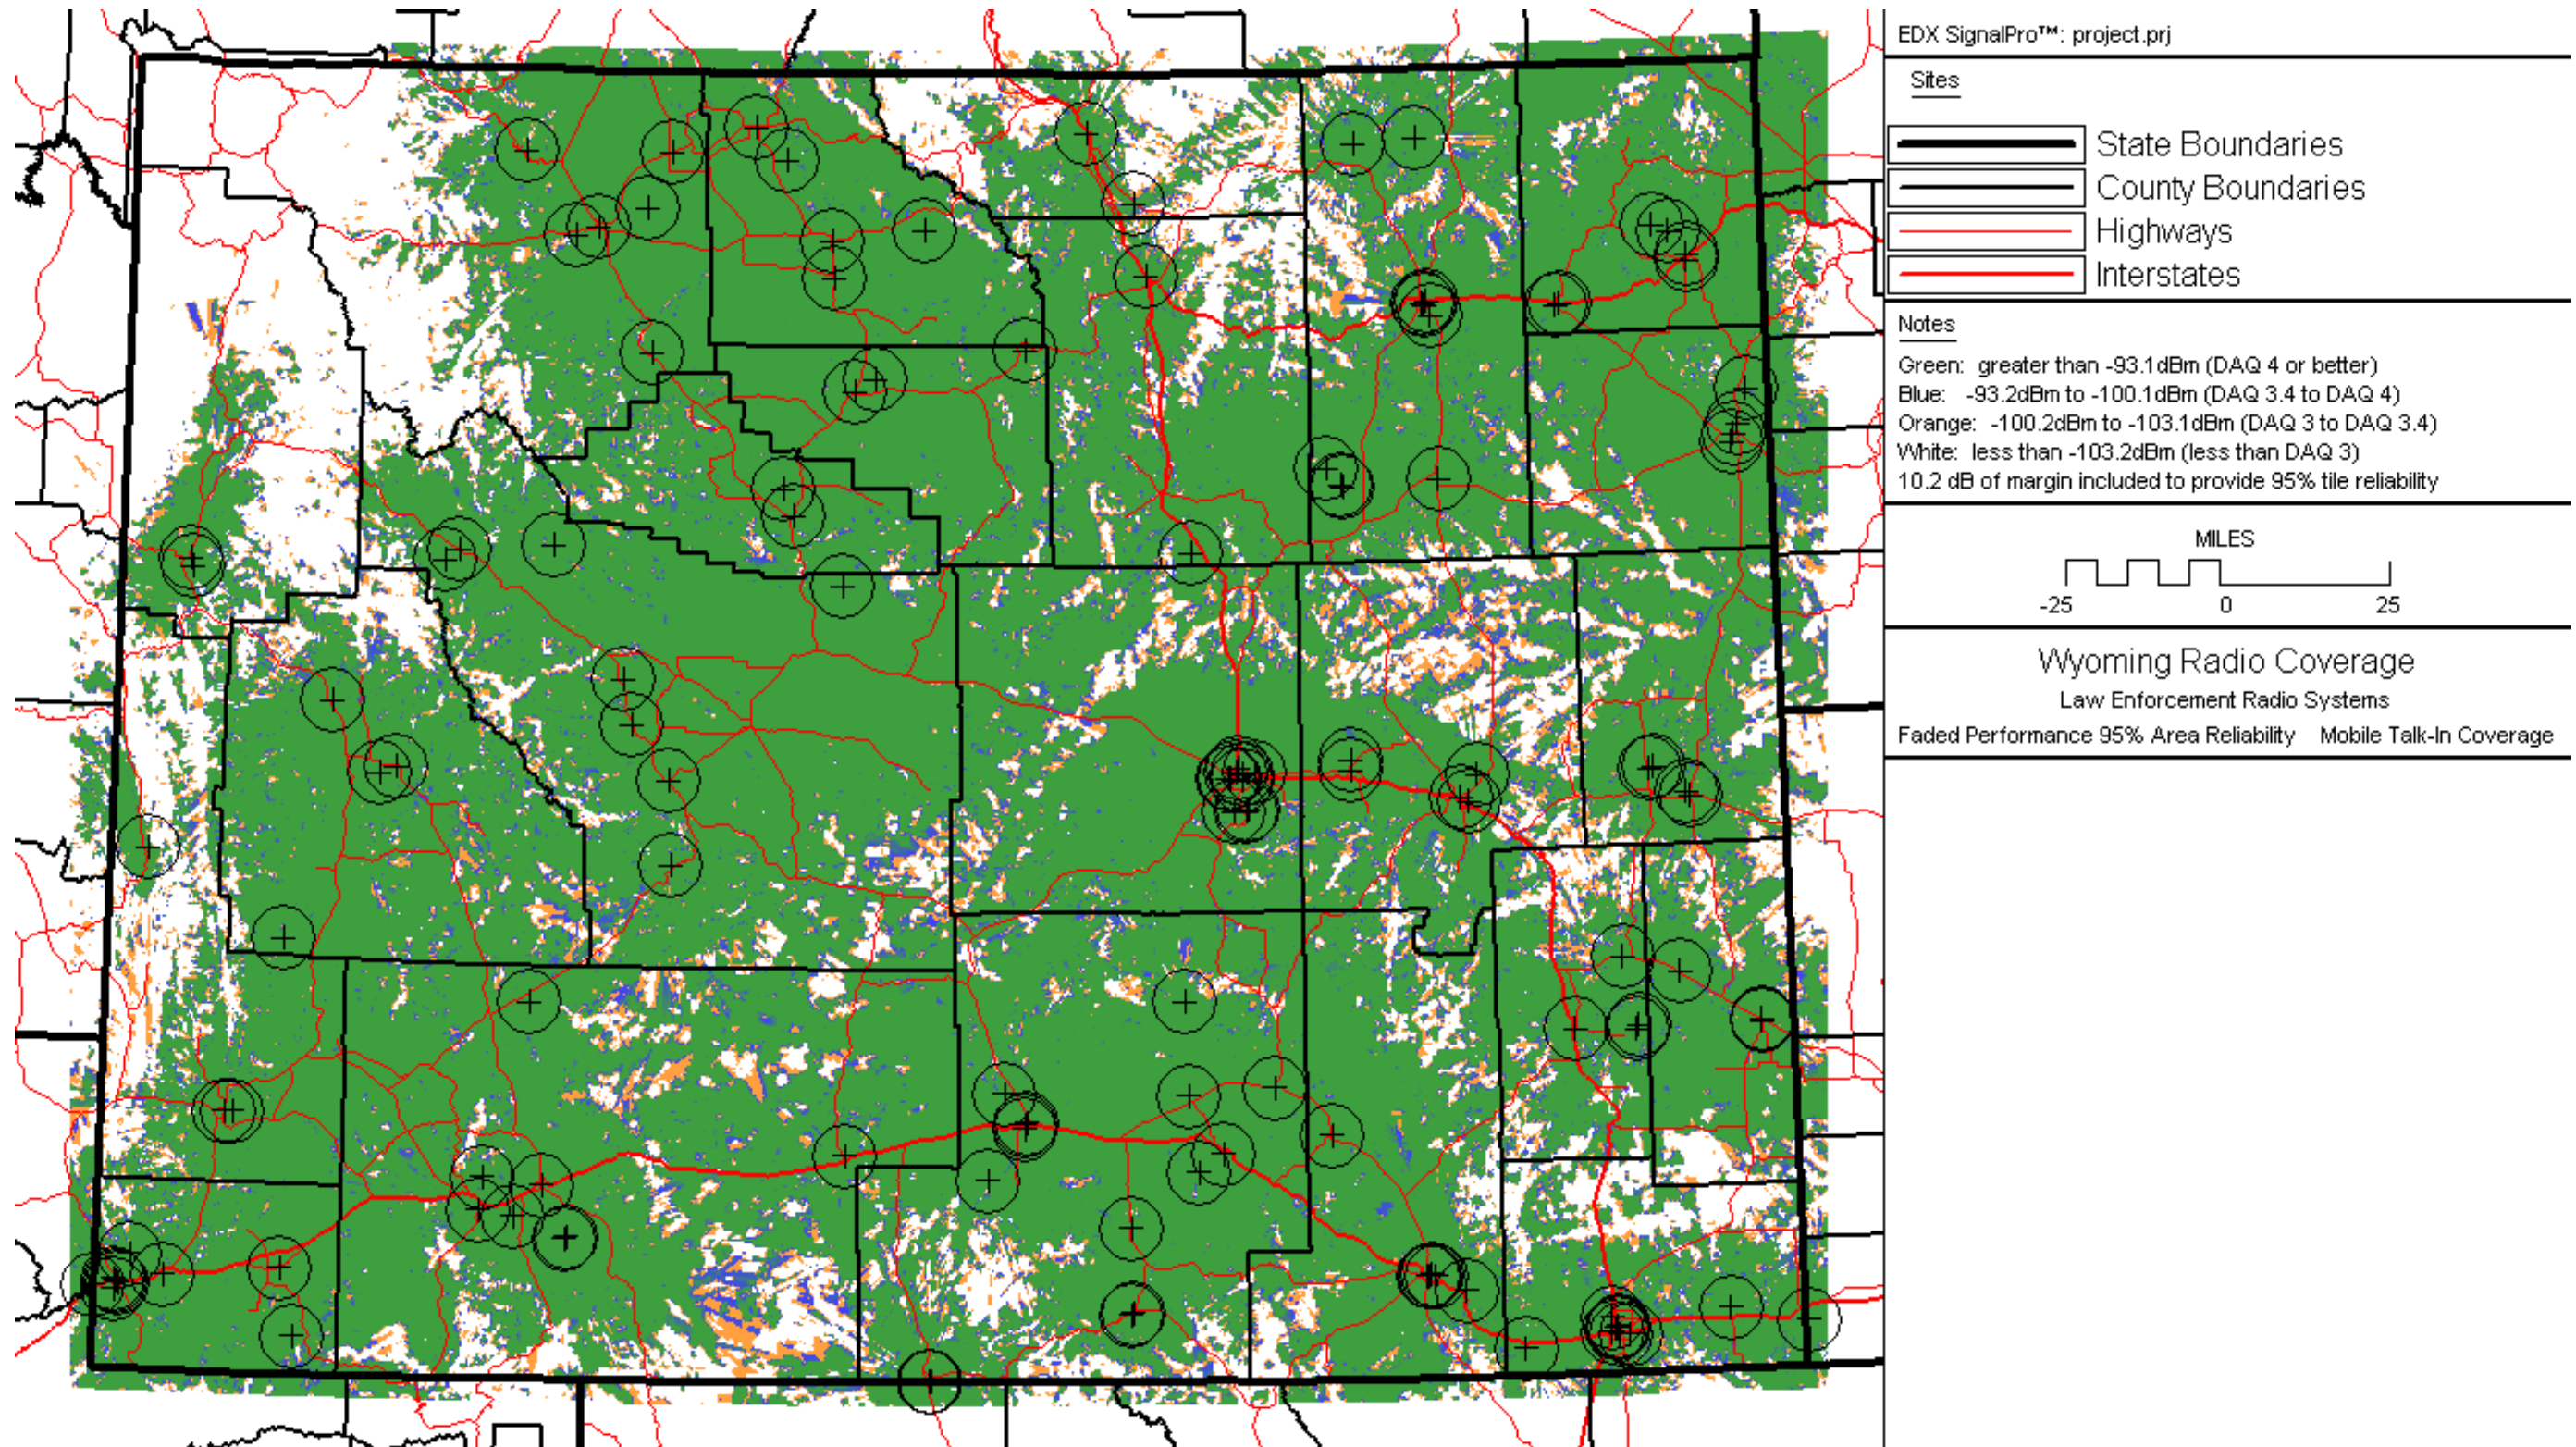 EDX SignalPro™: project.prj
Sites
State Boundaries
County Boundaries
Highways
Interstates
Notes
Green: greater than -93.1dBm (DAQ 4 or better)
Blue: -93.2dBm to -100.1dBm (DAQ 3.4 to DAQ 4)
Orange: -100.2dBm to -103.1dBm (DAQ 3 to DAQ 3.4)
White: less than -103.2dBm (less than DAQ 3)
10.2 dB of margin included to provide 95% tile reliability
MILES
-25 0 25
Wyoming Radio Coverage
Law Enforcement Radio Systems
Faded Performance 95% Area Reliability Mobile Talk-In Coverage